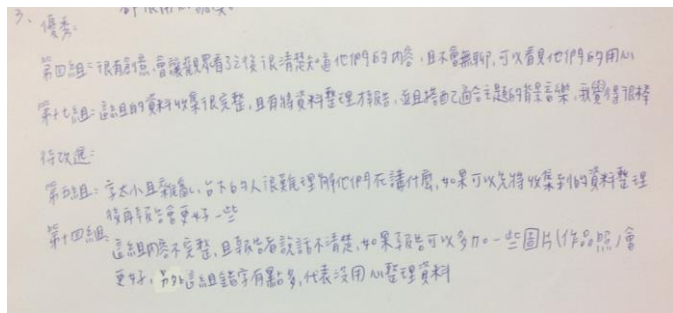 3、優秀:
第四組:很有創意,會讓觀眾看了之後很清楚知道他們的內容,且不會無聊,可以看見他們的用心
第十七組:這組的資料收集很完整,且有將資料整理才報告,並且搭配適合主題的背景音樂,我覺得很棒
待改進:
第五組:字太小且雜亂,台下的人很難理解他們在講什麼,如果可以先將收集到的資料整理
後再報告會更好一些
第十四組:這組內容不完整,且報告者說話不清楚,如果報告可以多加一些圖片(作品照)會
更好,另外這組錯字有點多,代表沒用心整理資料